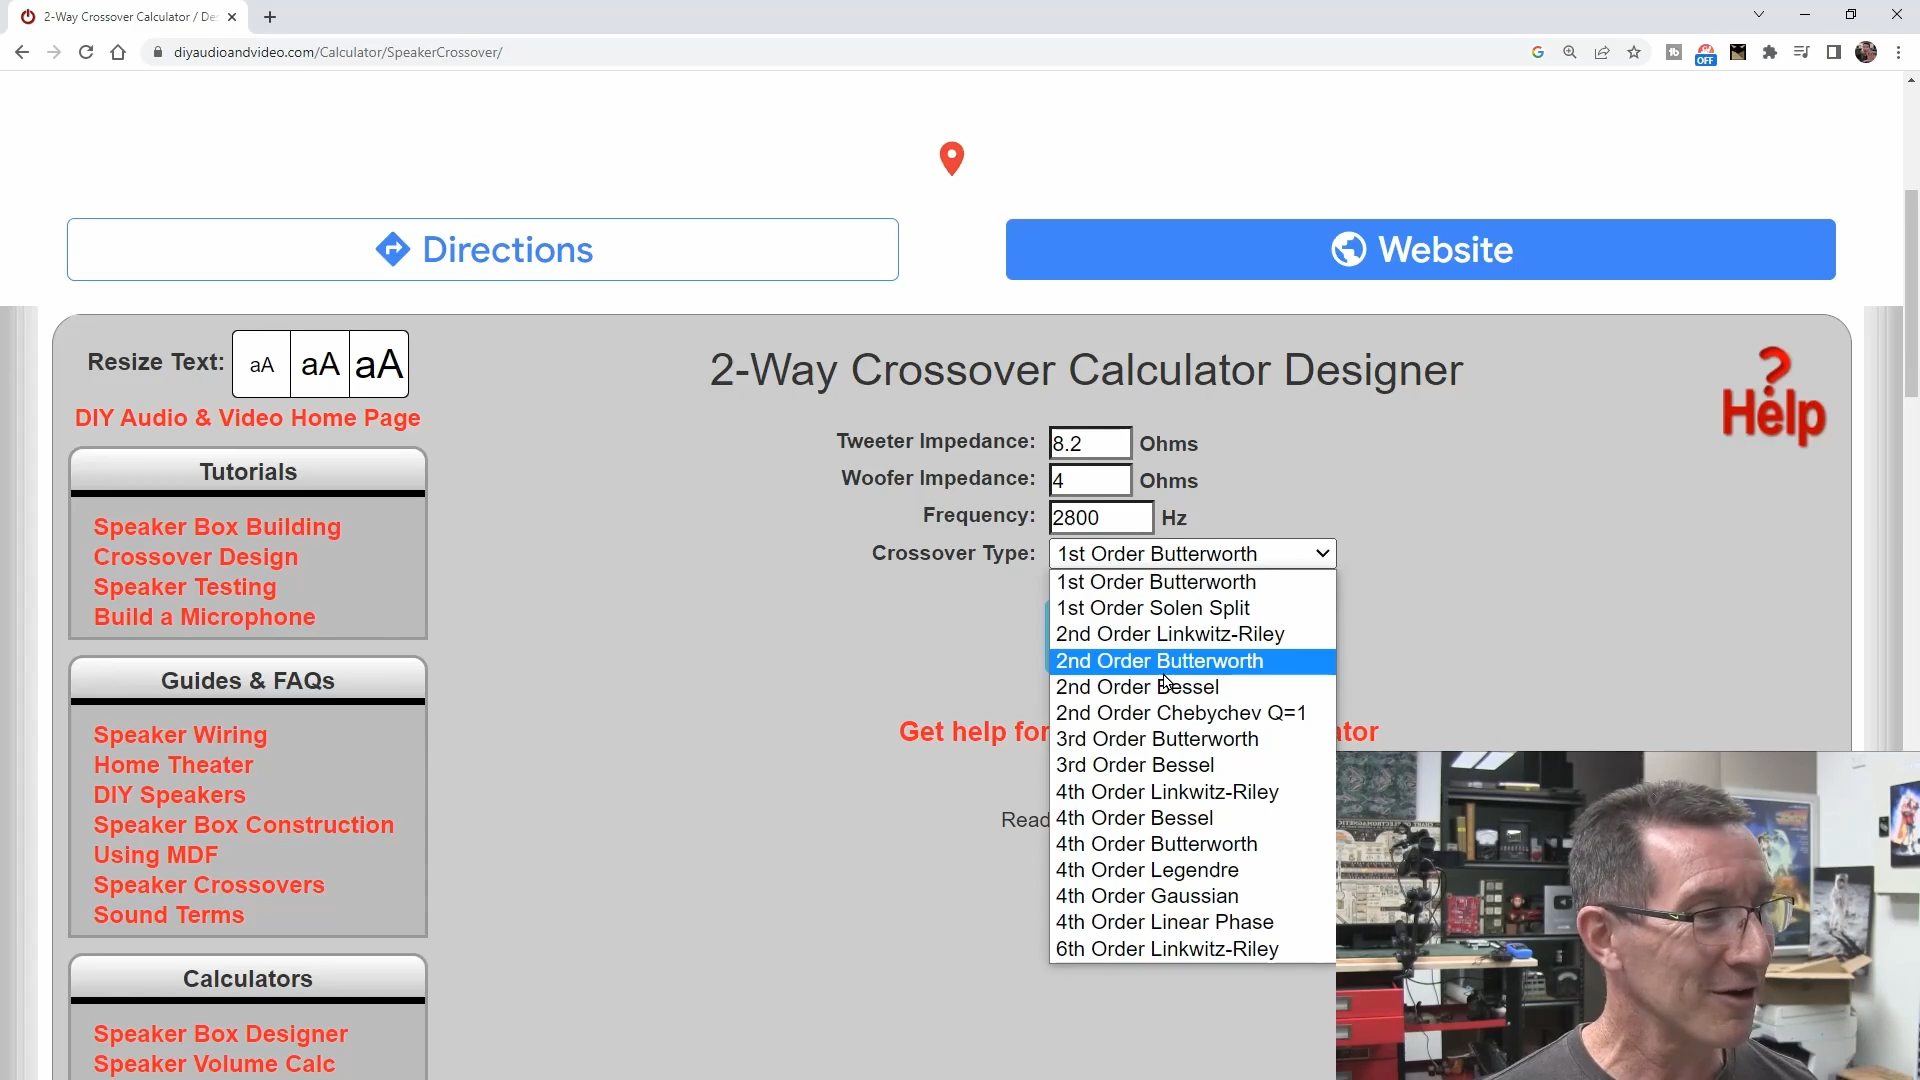 2-Way Crossover Calculator / De
diyaudioandvideo.com/Calculator/SpeakerCrossover/
OFF
Directions
Website
Resize Text: aA aA aA
2-Way Crossover Calculator Designer
? Help
DIY Audio & Video Home Page
Tutorials
Speaker Box Building
Crossover Design
Speaker Testing
Build a Microphone
Guides & FAQs
Speaker Wiring
Home Theater
DIY Speakers
Speaker Box Construction
Using MDF
Speaker Crossovers
Sound Terms
Calculators
Speaker Box Designer
Speaker Volume Calc
Tweeter Impedance: 8.2 Ohms
Woofer Impedance: 4 Ohms
Frequency: 2800 Hz
Crossover Type: 1st Order Butterworth
1st Order Butterworth
1st Order Solen Split
2nd Order Linkwitz-Riley
2nd Order Butterworth
2nd Order Bessel
2nd Order Chebychev Q=1
3rd Order Butterworth
3rd Order Bessel
4th Order Linkwitz-Riley
4th Order Bessel
4th Order Butterworth
4th Order Legendre
4th Order Gaussian
4th Order Linear Phase
6th Order Linkwitz-Riley
Get help for
tor
Read